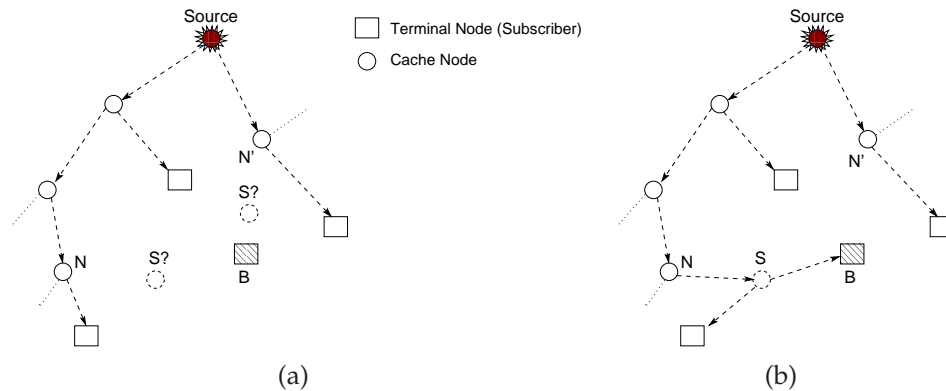 Source
Terminal Node (Subscriber)
Cache Node
N'
S?
S?
N
B
(a)
Source
N'
N
S
B
(b)